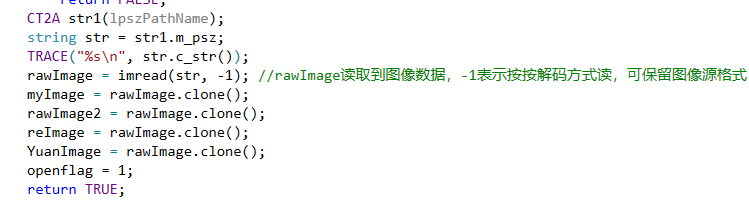 return FALSE;
CT2A str1(lpszPathName);
string str = str1.m_psz;
TRACE("%s\n", str.c_str());
rawImage = imread(str, -1); //rawImage读取到图像数据，-1表示按按解码方式读，可保留图像源格式
myImage = rawImage.clone();
rawImage2 = rawImage.clone();
reImage = rawImage.clone();
YuanImage = rawImage.clone();
openflag = 1;
return TRUE;